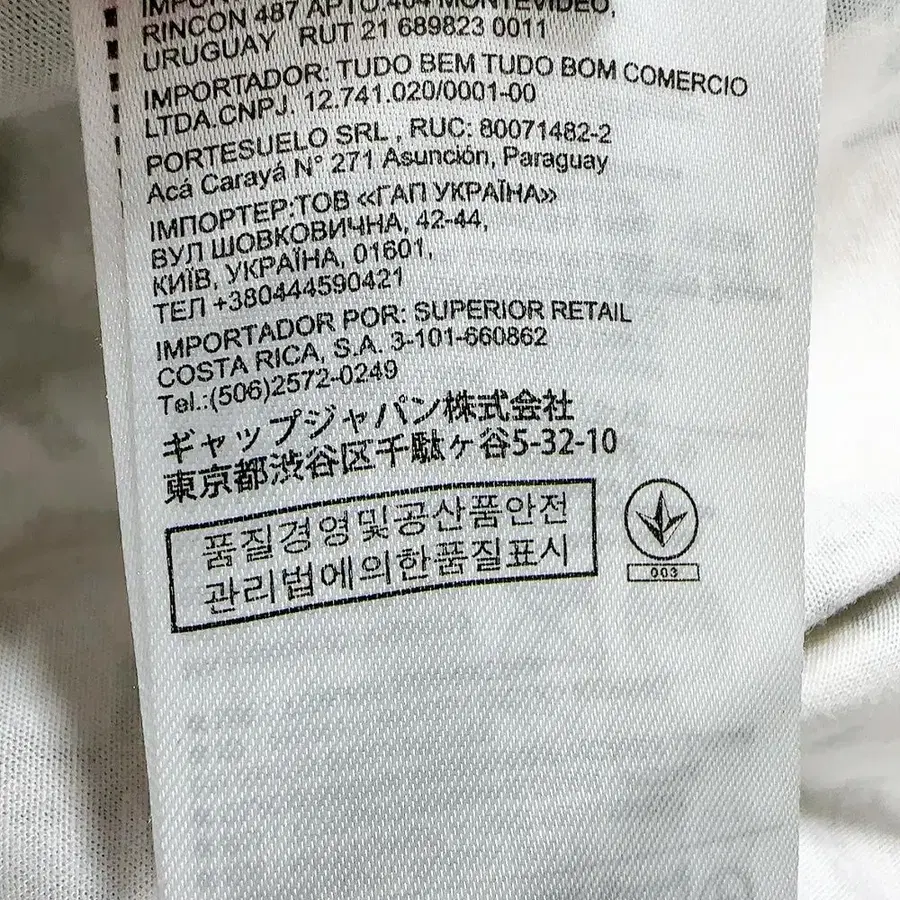 RINCON 487 APTO.404 MONTEVIDEO,
URUGUAY RUT 21 689823 0011
IMPORTADOR: TUDO BEM TUDO BOM COMERCIO
LTDA.CNPJ. 12.741.020/0001-00
PORTESUELO SRL , RUC: 80071482-2
Acá Carayá N° 271 Asunción, Paraguay
ІМПОРТЕР:ТОВ «ГАП УКРАЇНА»
ВУЛ ШОВКОВИЧНА, 42-44,
КИЇВ, УКРАЇНА, 01601,
ТЕЛ +380444590421
IMPORTADOR POR: SUPERIOR RETAIL
COSTA RICA, S.A. 3-101-660862
Tel.:(506)2572-0249
ギャップジャパン株式会社
東京都渋谷区千駄ヶ谷5-32-10
품질경영및공산품안전
관리법에의한품질표시
003